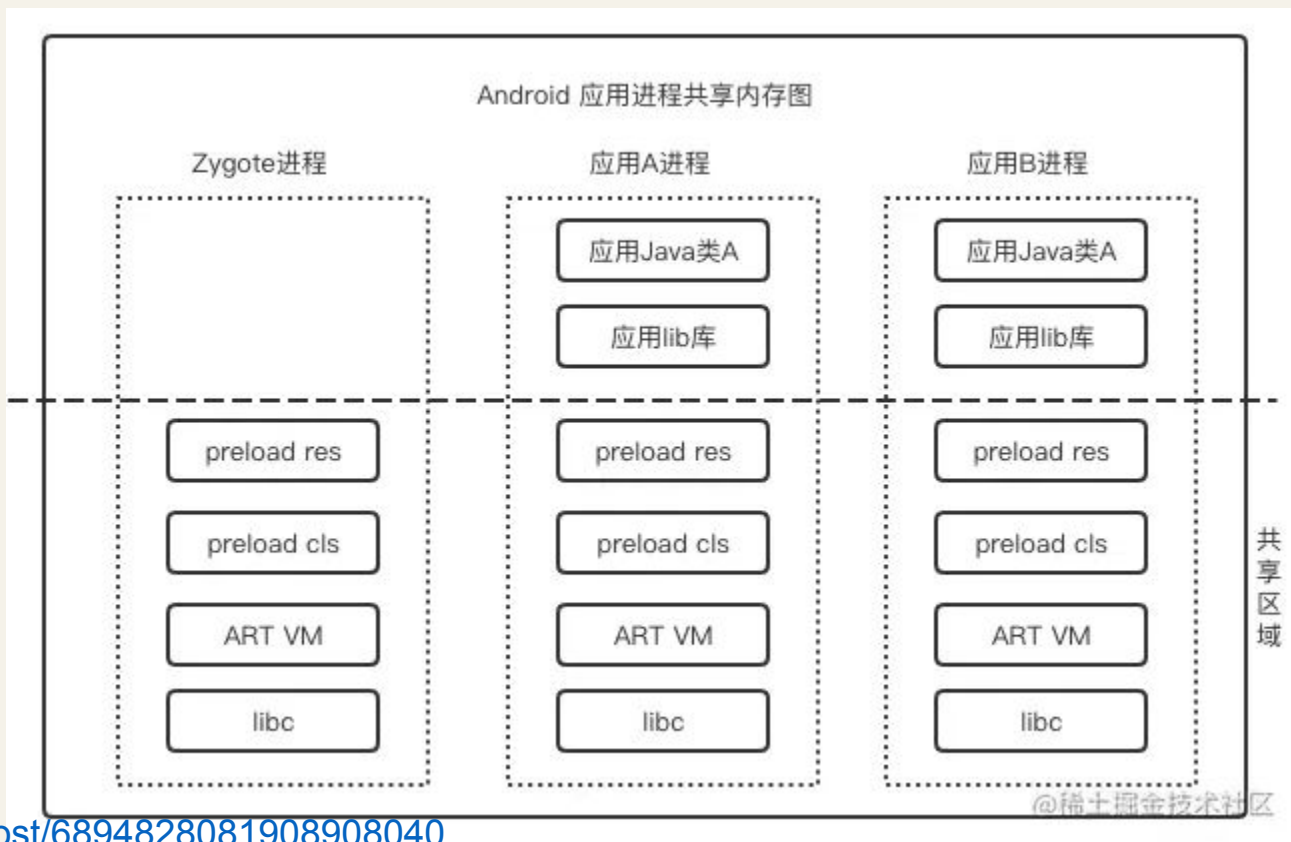 Android 应用进程共享内存图
Zygote进程
应用A进程
应用B进程
应用Java类A
应用Java类A
应用lib库
应用lib库
preload res
preload res
preload res
preload cls
preload cls
preload cls
共享区域
ART VM
ART VM
ART VM
libc
libc
libc
@稀土掘金技术社区
ost/6894828081908908040